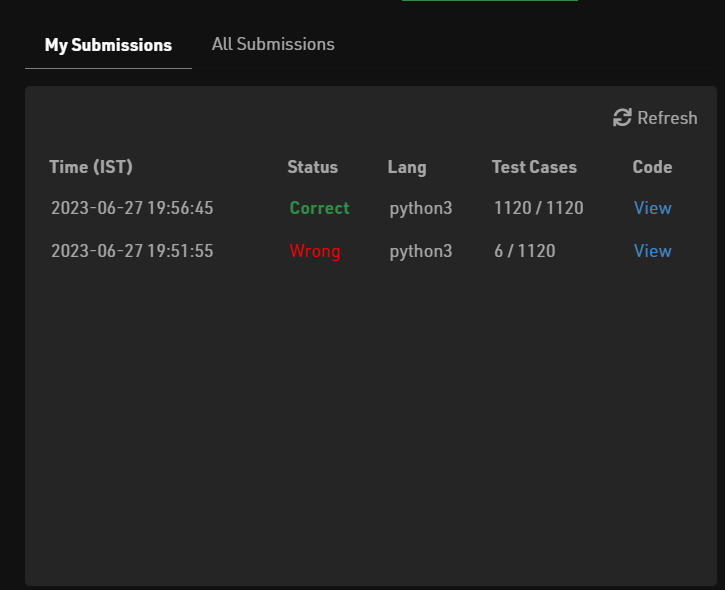 My Submissions All Submissions
Refresh
Time (IST) Status Lang Test Cases Code
2023-06-27 19:56:45 Correct python3 1120 / 1120 View
2023-06-27 19:51:55 Wrong python3 6 / 1120 View